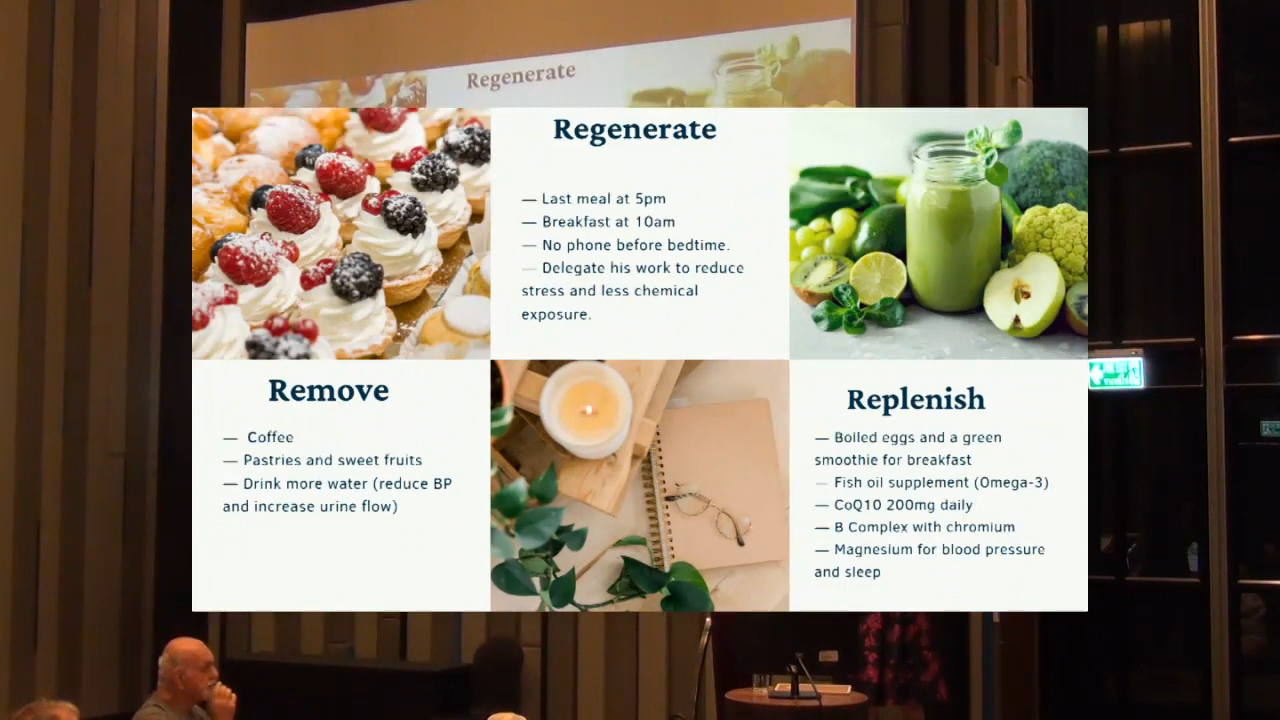 Regenerate
Regenerate
— Last meal at 5pm
— Breakfast at 10am
— No phone before bedtime.
— Delegate his work to reduce
stress and less chemical
exposure.
Remove
— Coffee
— Pastries and sweet fruits
— Drink more water (reduce BP
and increase urine flow)
Replenish
— Boiled eggs and a green
smoothie for breakfast
— Fish oil supplement (Omega-3)
— CoQ10 200mg daily
— B Complex with chromium
— Magnesium for blood pressure
and sleep